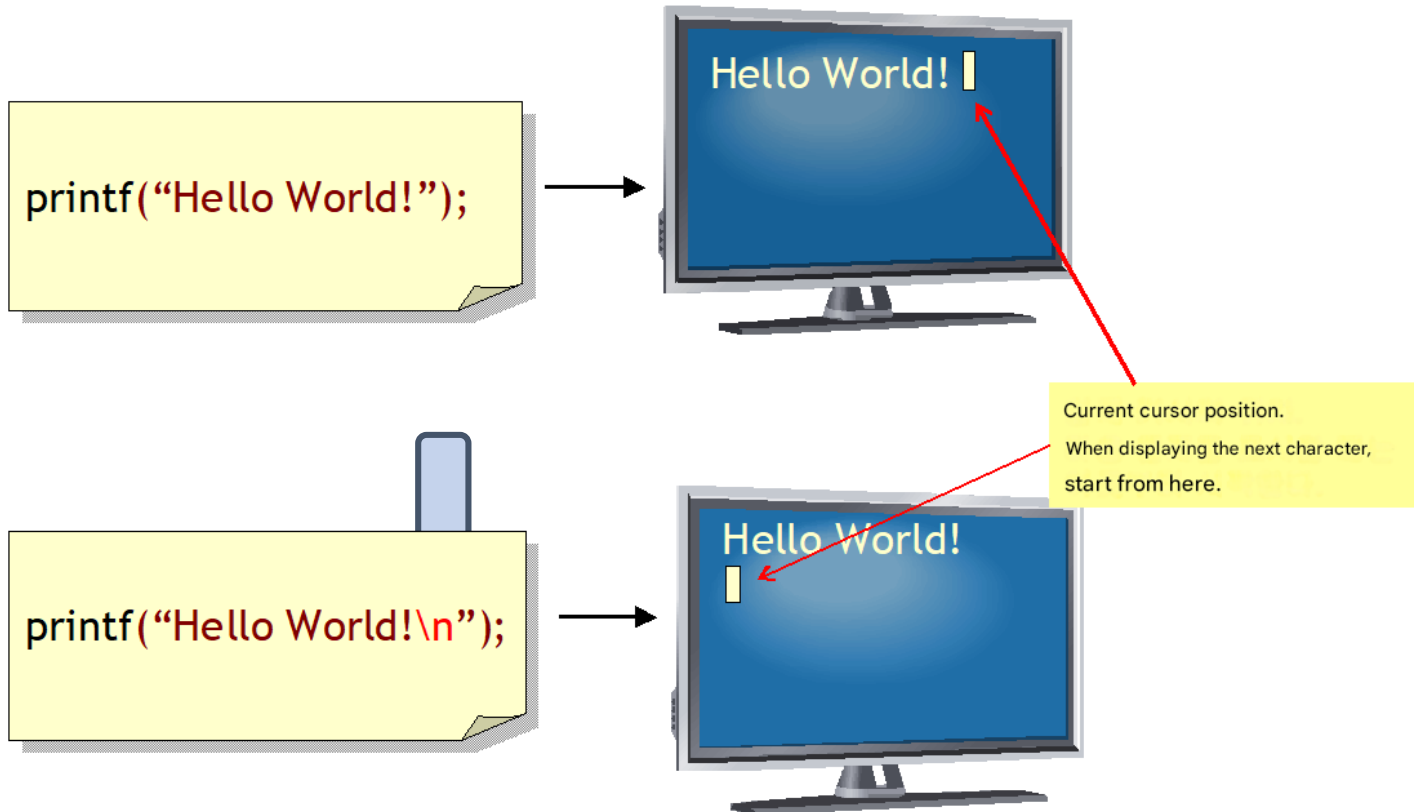 Hello World!
printf(“Hello World!”);
Current cursor position.
When displaying the next character,
start from here.
Hello World!
printf(“Hello World!\n”);